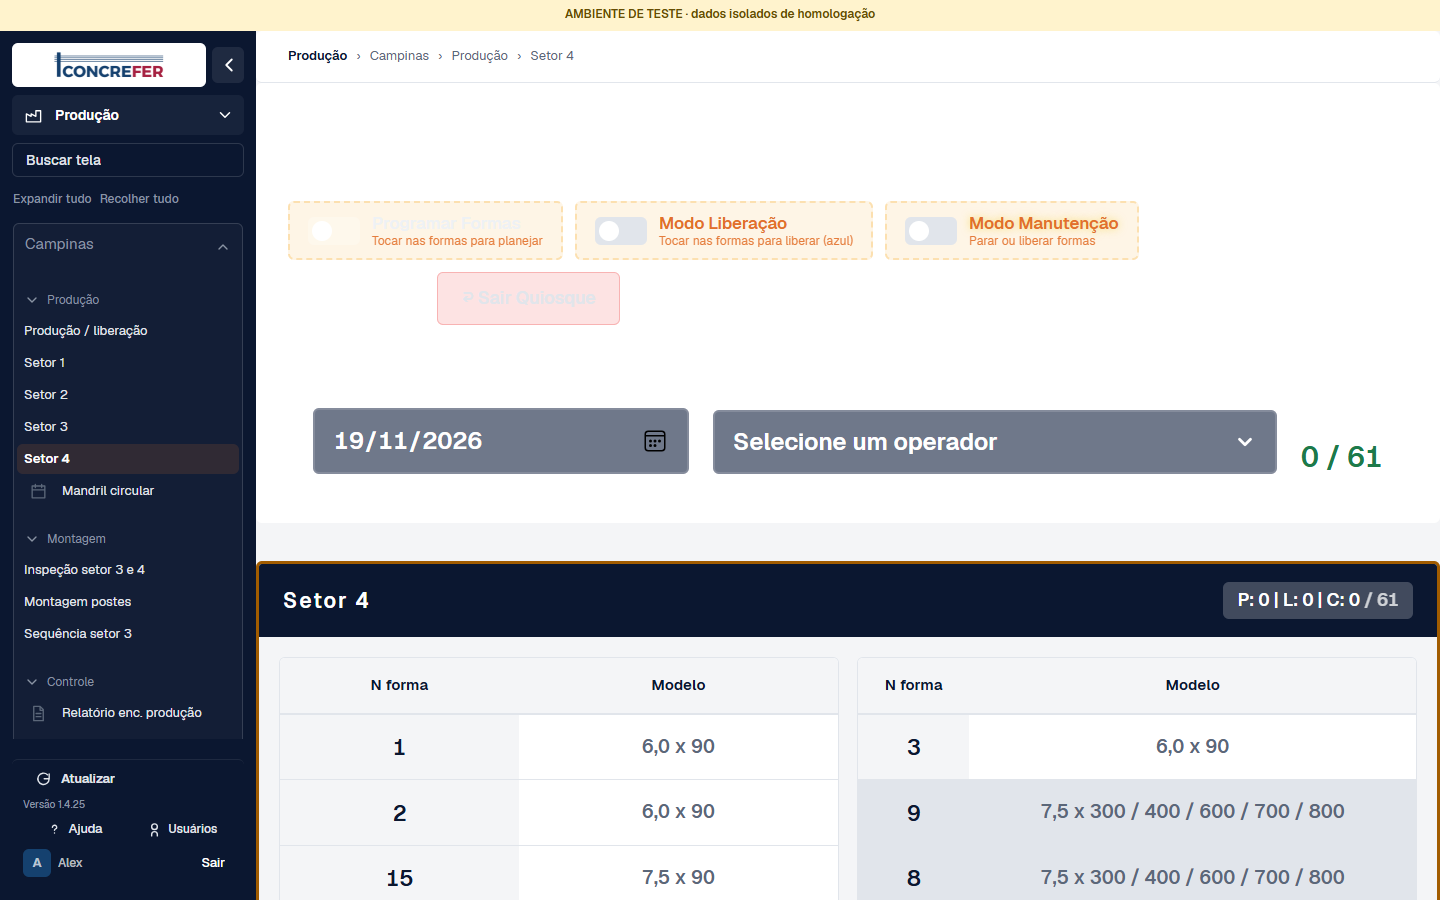 AMBIENTE DE TESTE · dados isolados de homologação
CONCREFER
Produção
Buscar tela
Expandir tudo Recolher tudo
Campinas
Produção
Produção / liberação
Setor 1
Setor 2
Setor 3
Setor 4
Mandril circular
Montagem
Inspeção setor 3 e 4
Montagem postes
Sequência setor 3
Controle
Relatório enc. produção
Atualizar
Versão 1.4.25
? Ajuda
Usuários
A Alex
Sair
Produção › Campinas › Produção › Setor 4
Programar Formas
Tocar nas formas para planejar
Modo Liberação
Tocar nas formas para liberar (azul)
Modo Manutenção
Parar ou liberar formas
Sair Quiosque
19/11/2026
Selecione um operador
0 / 61
Setor 4
P: 0 | L: 0 | C: 0 / 61
N forma Modelo
1 6,0 x 90
2 6,0 x 90
15 7,5 x 90
N forma Modelo
3 6,0 x 90
9 7,5 x 300 / 400 / 600 / 700 / 800
8 7,5 x 300 / 400 / 600 / 700 / 800